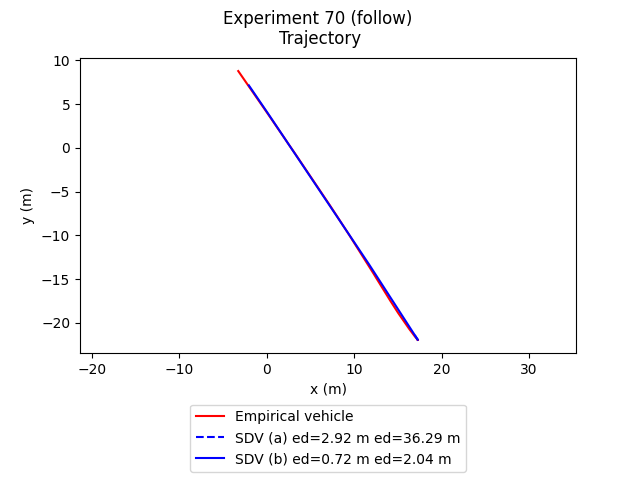 Experiment 70 (follow)
Trajectory
10
5
0
−5
−10
−15
−20
y (m)
−20 −10 0 10 20 30
x (m)
Empirical vehicle
SDV (a) ed=2.92 m ed=36.29 m
SDV (b) ed=0.72 m ed=2.04 m